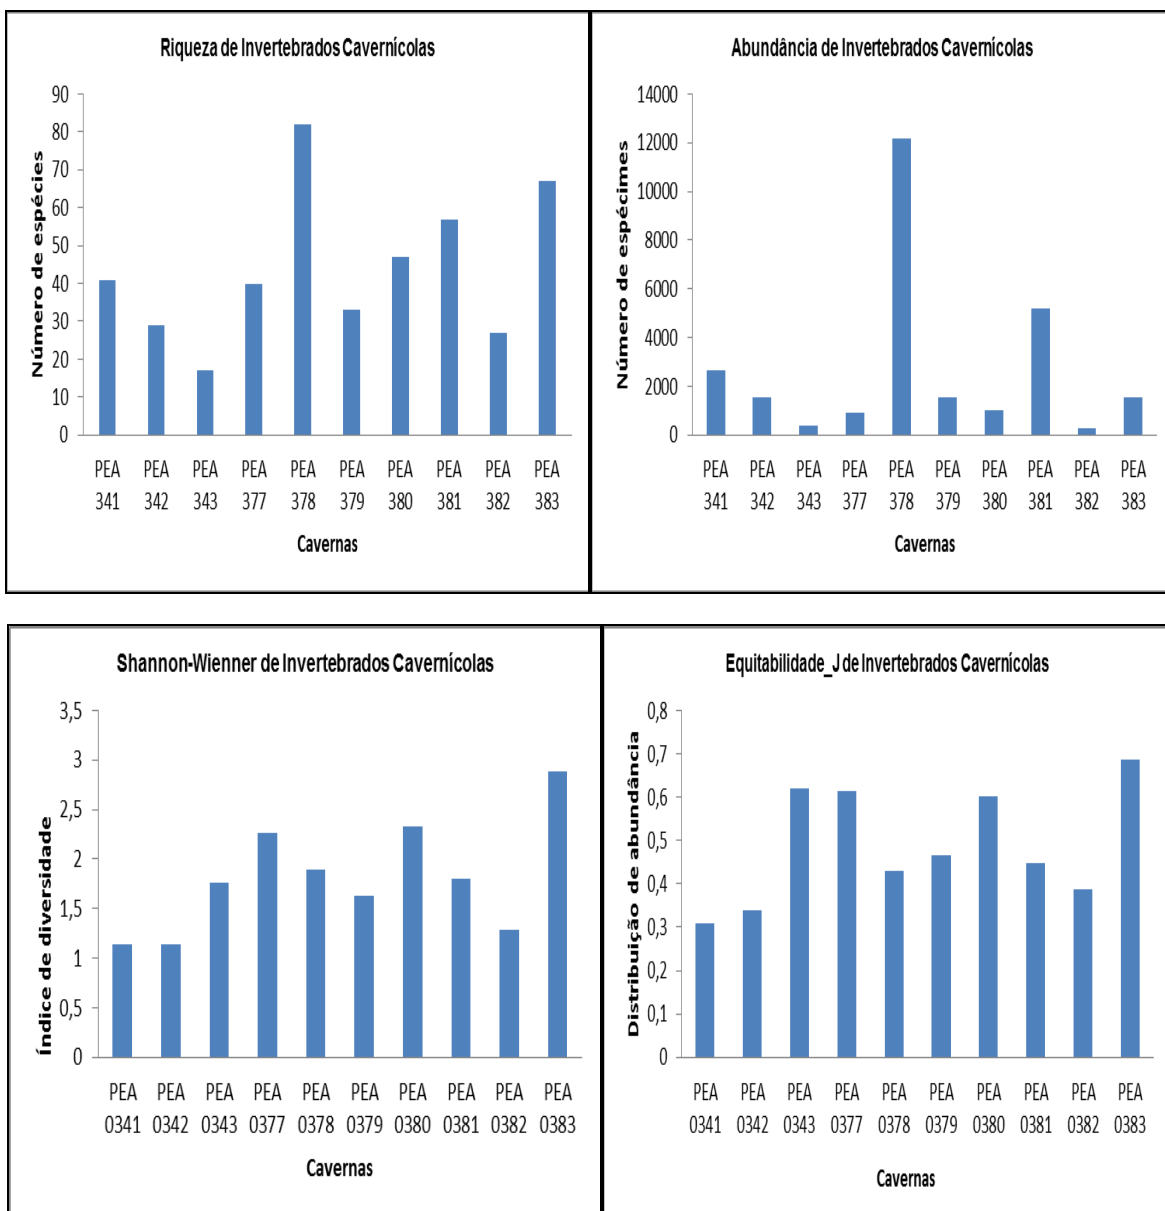 Riqueza de Invertebrados Cavernícolas
Número de espécies
90
80
70
60
50
40
30
20
10
0
PEA PEA PEA PEA PEA PEA PEA PEA PEA PEA
341 342 343 377 378 379 380 381 382 383
Cavernas
Abundância de Invertebrados Cavernícolas
Número de espécimes
14000
12000
10000
8000
6000
4000
2000
0
PEA PEA PEA PEA PEA PEA PEA PEA PEA PEA
341 342 343 377 378 379 380 381 382 383
Cavernas
Shannon-Wienner de Invertebrados Cavernícolas
Índice de diversidade
3,5
3
2,5
2
1,5
1
0,5
0
PEA PEA PEA PEA PEA PEA PEA PEA PEA PEA
0341 0342 0343 0377 0378 0379 0380 0381 0382 0383
Cavernas
Equitabilidade_J de Invertebrados Cavernícolas
Distribuição de abundância
0,8
0,7
0,6
0,5
0,4
0,3
0,2
0,1
0
PEA PEA PEA PEA PEA PEA PEA PEA PEA PEA
0341 0342 0343 0377 0378 0379 0380 0381 0382 0383
Cavernas